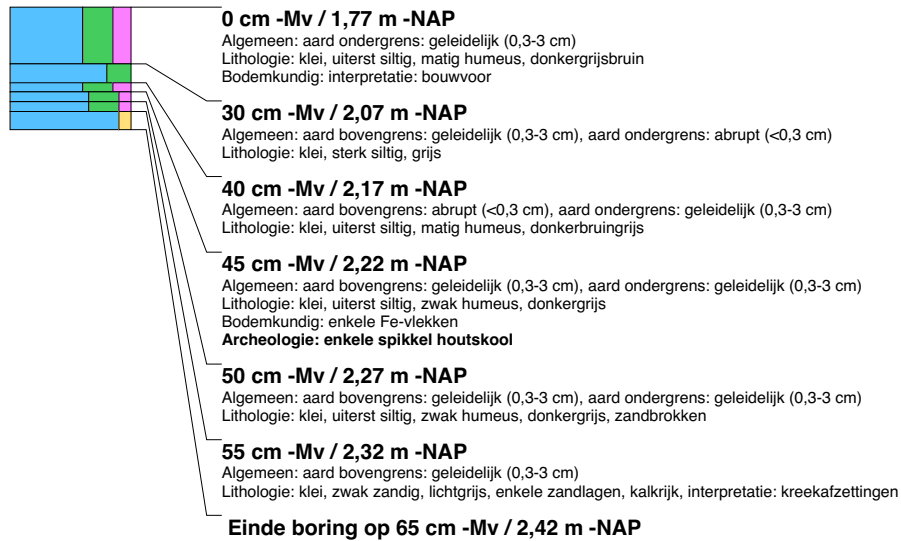 0 cm -Mv / 1,77 m -NAP
Algemeen: aard ondergrens: geleidelijk (0,3-3 cm)
Lithologie: klei, uiterst siltig, matig humeus, donkergrijsbruin
Bodemkundig: interpretatie: bouwvoor
30 cm -Mv / 2,07 m -NAP
Algemeen: aard bovengrens: geleidelijk (0,3-3 cm), aard ondergrens: abrupt (<0,3 cm)
Lithologie: klei, sterk siltig, grijs
40 cm -Mv / 2,17 m -NAP
Algemeen: aard bovengrens: abrupt (<0,3 cm), aard ondergrens: geleidelijk (0,3-3 cm)
Lithologie: klei, uiterst siltig, matig humeus, donkerbruingrijs
45 cm -Mv / 2,22 m -NAP
Algemeen: aard bovengrens: geleidelijk (0,3-3 cm), aard ondergrens: geleidelijk (0,3-3 cm)
Lithologie: klei, uiterst siltig, zwak humeus, donkergrijs
Bodemkundig: enkele Fe-vlekken
Archeologie: enkele spikkel houtskool
50 cm -Mv / 2,27 m -NAP
Algemeen: aard bovengrens: geleidelijk (0,3-3 cm), aard ondergrens: geleidelijk (0,3-3 cm)
Lithologie: klei, uiterst siltig, zwak humeus, donkergrijs, zandbrokken
55 cm -Mv / 2,32 m -NAP
Algemeen: aard bovengrens: geleidelijk (0,3-3 cm)
Lithologie: klei, zwak zandig, lichtgrijs, enkele zandlagen, kalkrijk, interpretatie: kreekafzettingen
Einde boring op 65 cm -Mv / 2,42 m -NAP